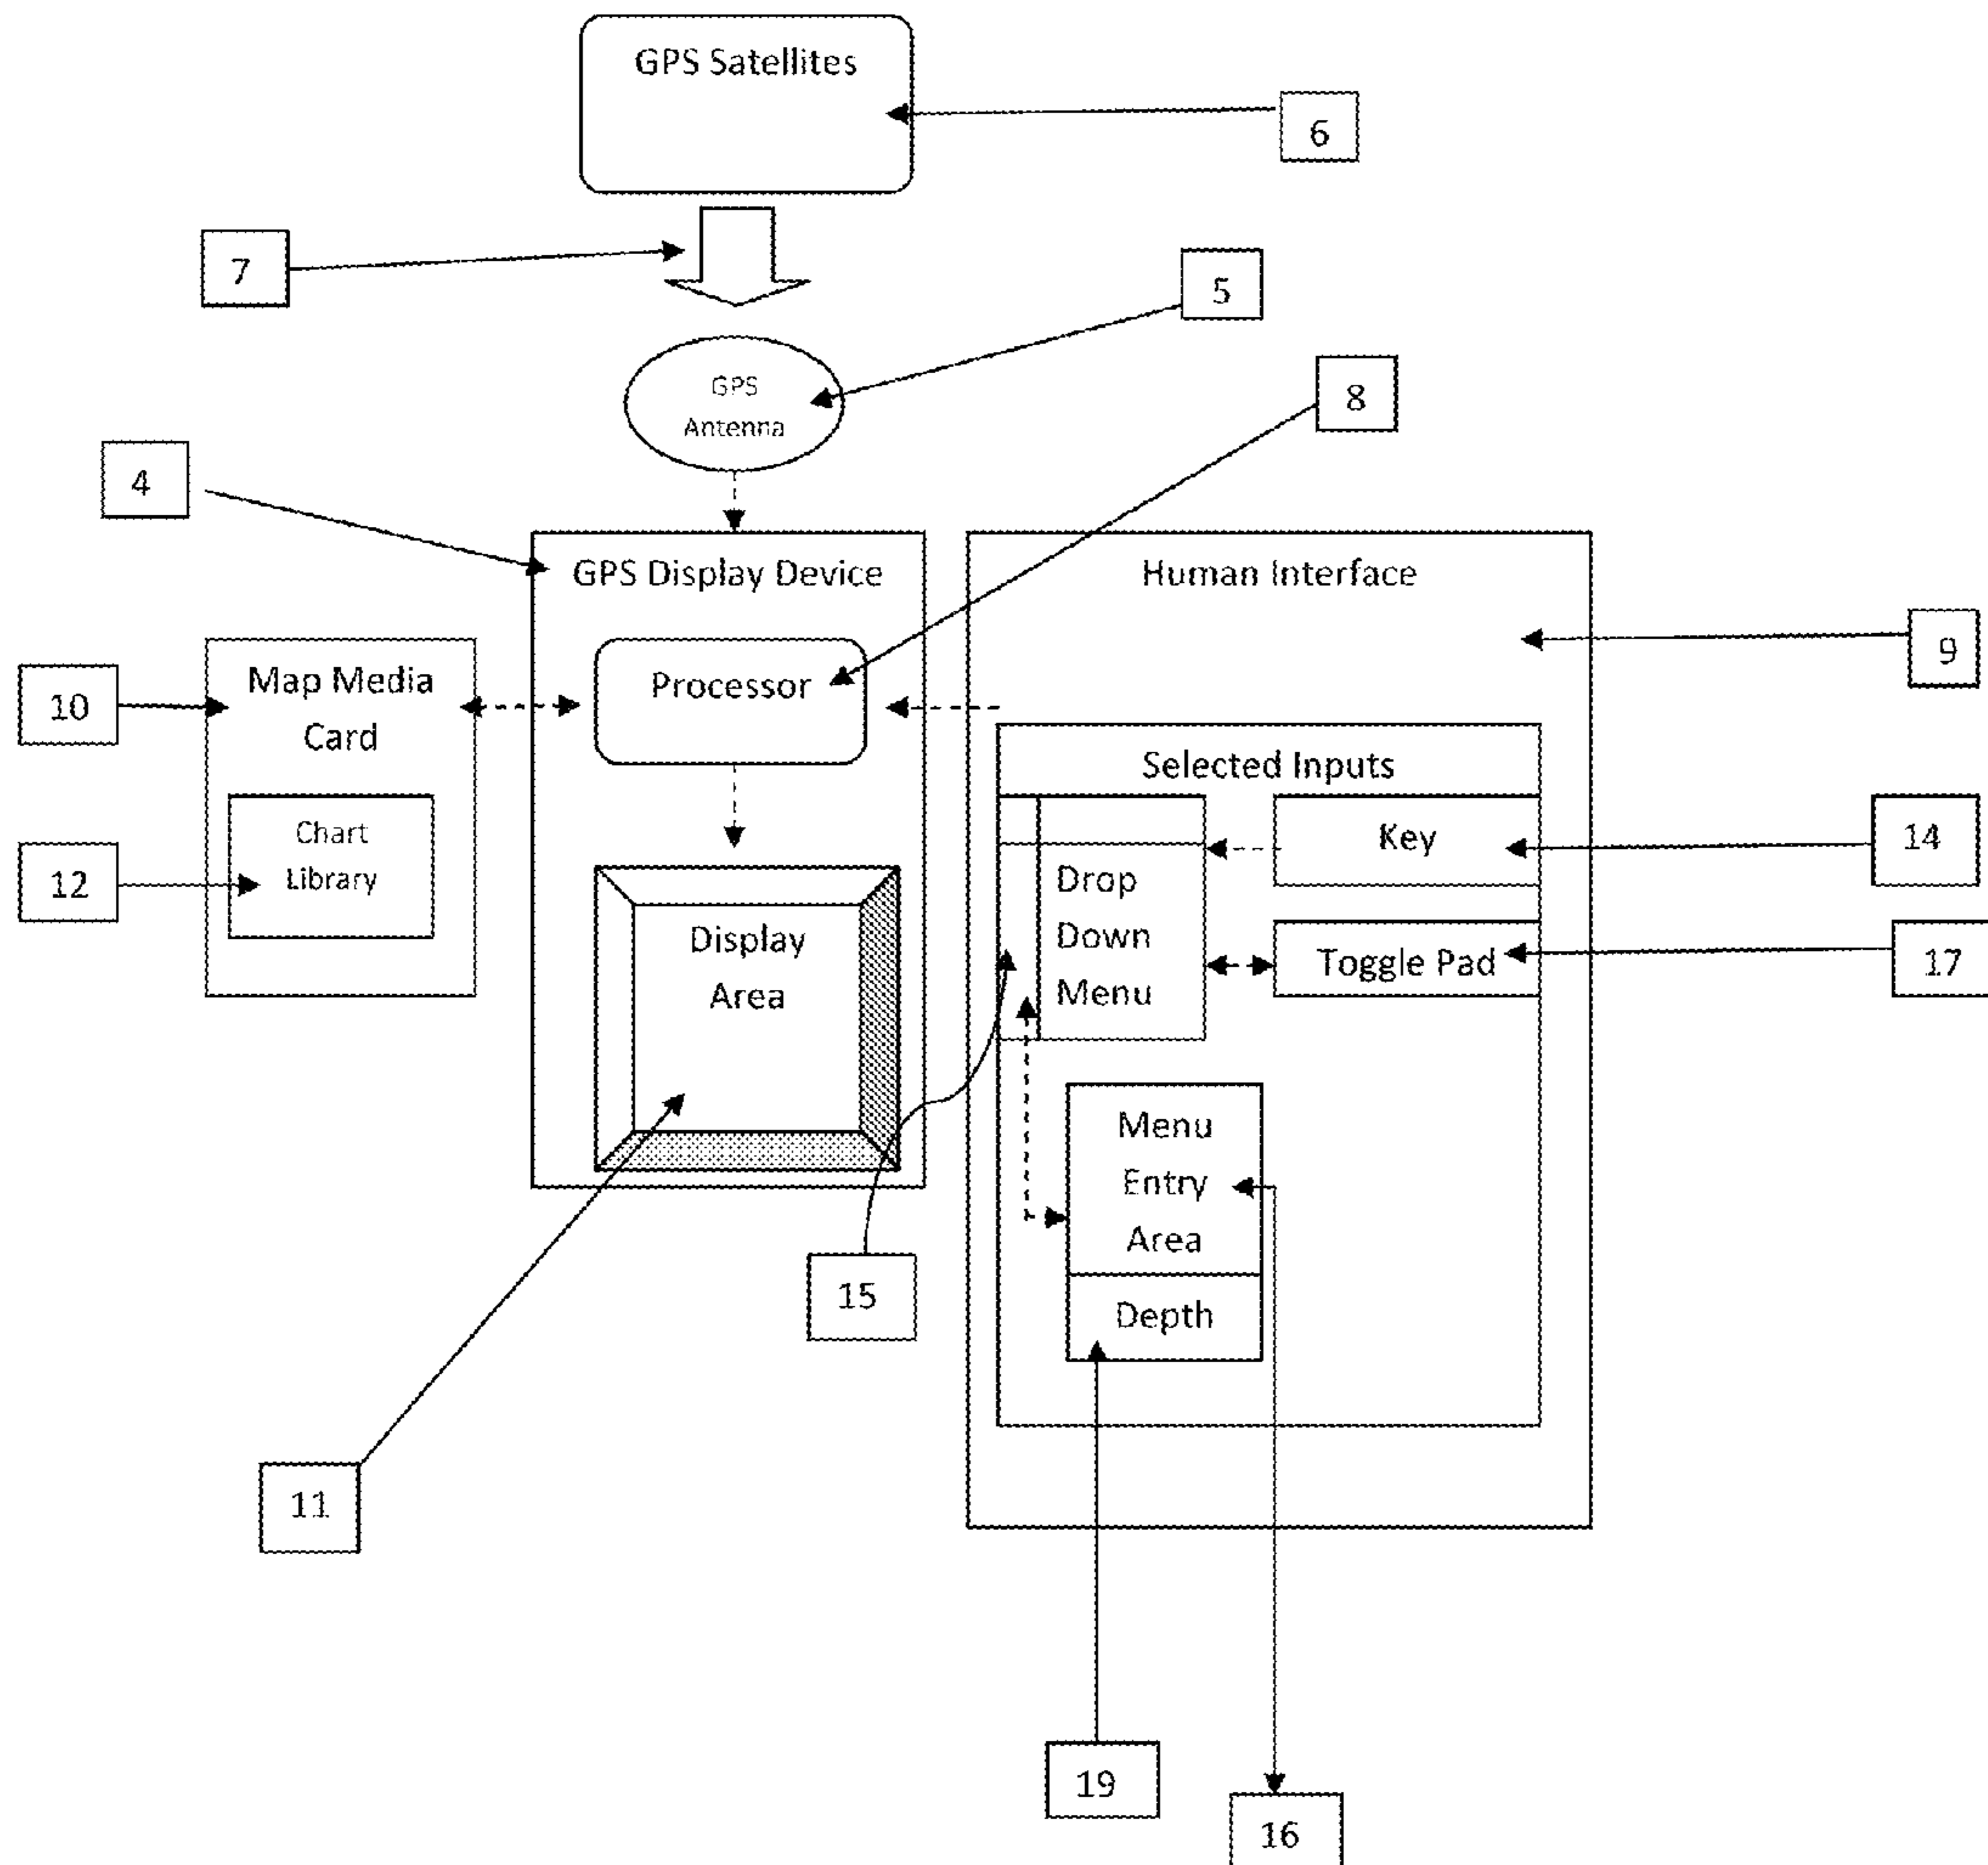 GPS Satellites
6
7
5
GPS
Antenna
8
4
GPS Display Device
Human Interface
9
Map Media
Card
10
Processor
Selected Inputs
Chart
Library
12
Key
14
Drop
Down
Menu
Toggle Pad
17
Display
Area
Menu
Entry
Area
15
Depth
11
19
16